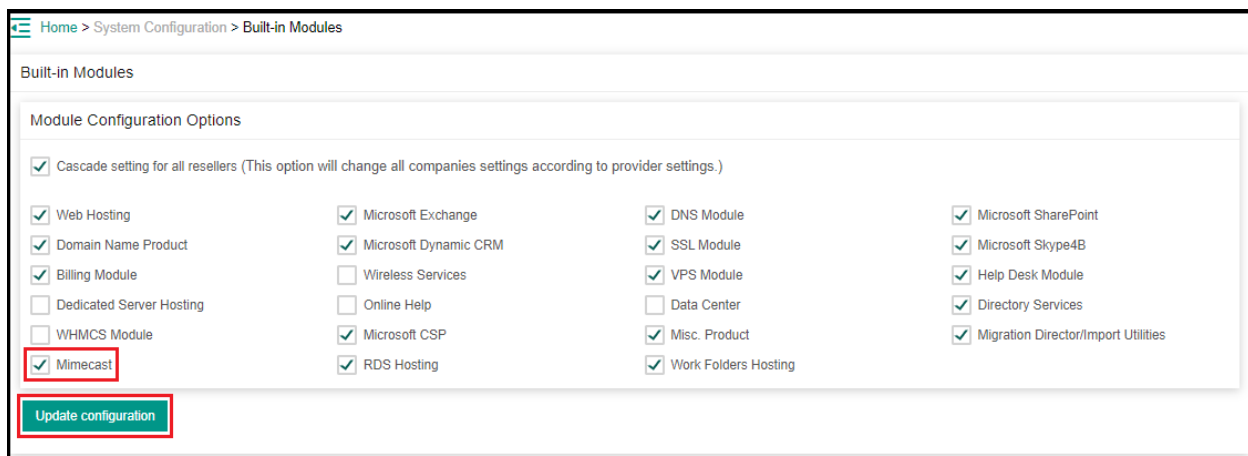 Home > System Configuration > Built-in Modules
Built-in Modules
Module Configuration Options
Cascade setting for all resellers (This option will change all companies settings according to provider settings.)
Web Hosting Microsoft Exchange DNS Module Microsoft SharePoint
Domain Name Product Microsoft Dynamic CRM SSL Module Microsoft Skype4B
Billing Module Wireless Services VPS Module Help Desk Module
Dedicated Server Hosting Online Help Data Center Directory Services
WHMCS Module Microsoft CSP Misc. Product Migration Director/Import Utilities
Mimecast RDS Hosting Work Folders Hosting
Update configuration